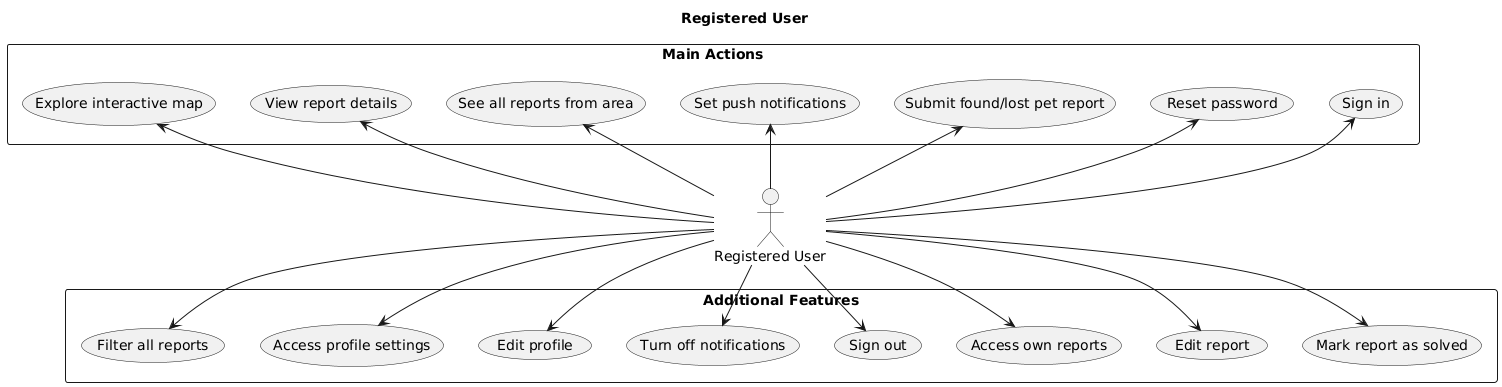 Registered User
Main Actions
Explore interactive map
View report details
See all reports from area
Set push notifications
Submit found/lost pet report
Reset password
Sign in
Registered User
Additional Features
Filter all reports
Access profile settings
Edit profile
Turn off notifications
Sign out
Access own reports
Edit report
Mark report as solved